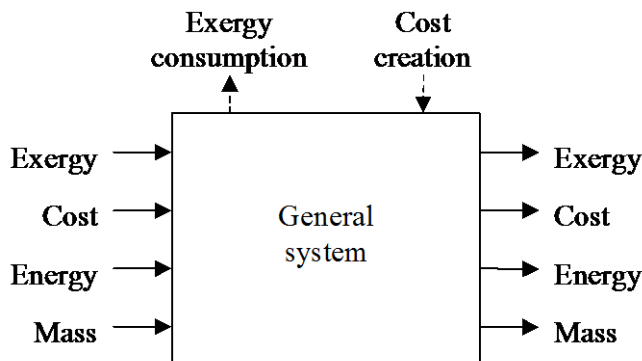 Exergy
consumption
Cost
creation
Exergy
Cost
Energy
Mass
General
system
Exergy
Cost
Energy
Mass